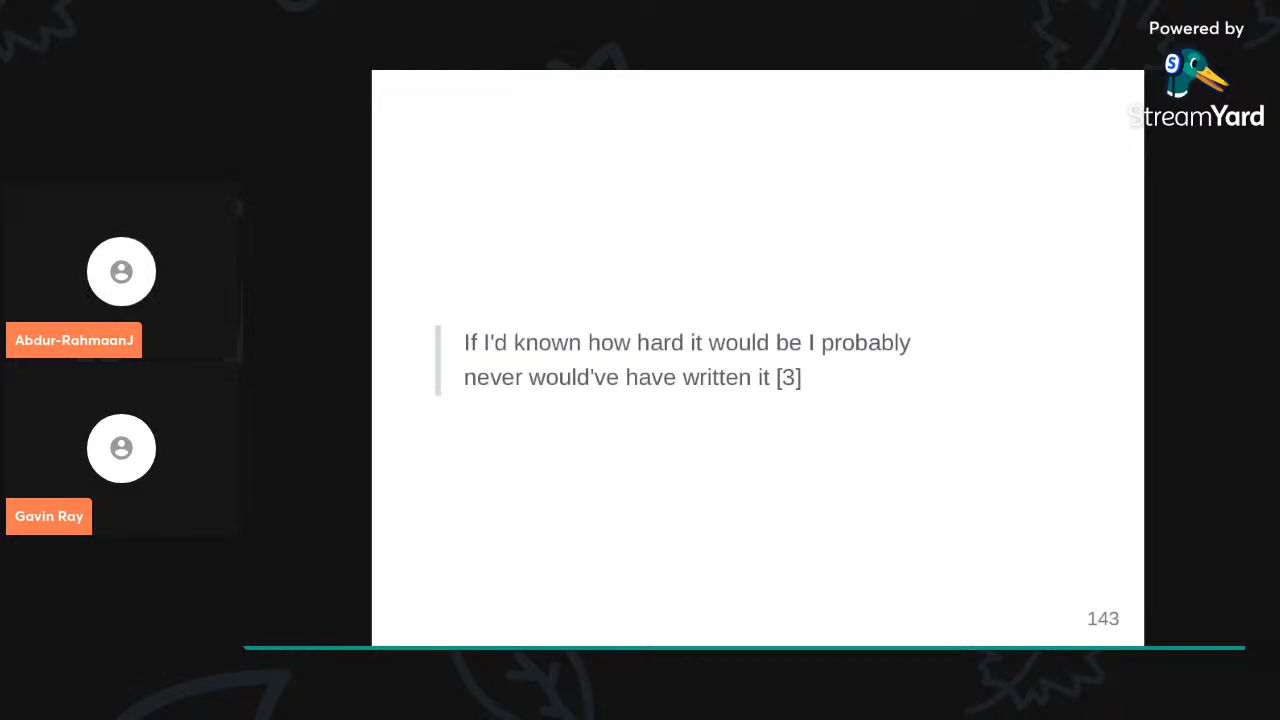 Powered by
S
StreamYard
Abdur-RahmaanJ
Gavin Ray
If I'd known how hard it would be I probably
never would've have written it [3]
143